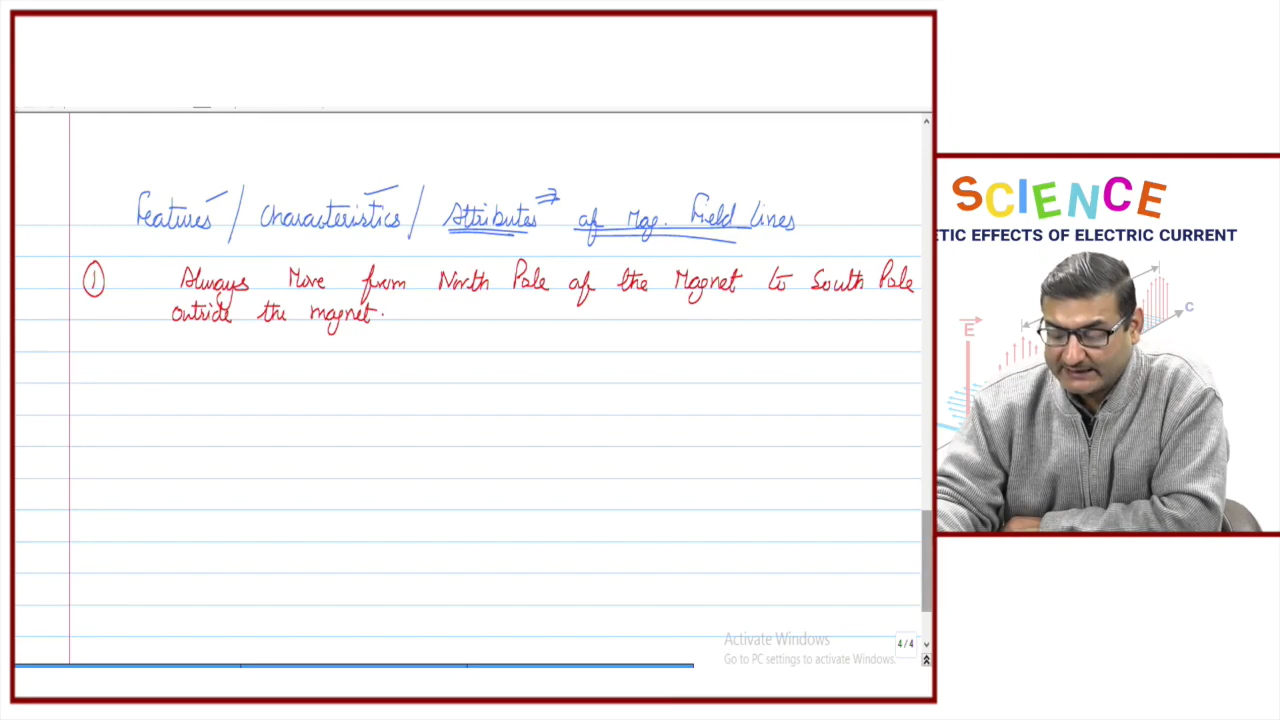 Features / Characteristics / Attributes ⇒ of Mag. Field Lines
① Always Move from North Pole of the Magnet to South Pole
outside the magnet.
SCIENCE
ETIC EFFECTS OF ELECTRIC CURRENT
E
C
Activate Windows
Go to PC settings to activate Windows.
4/4